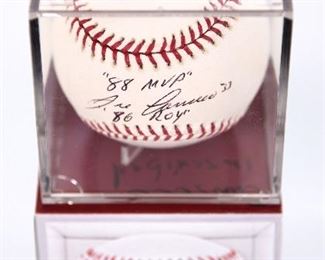 "88 MVP"
Jose Canseco 33
"86 ROY"